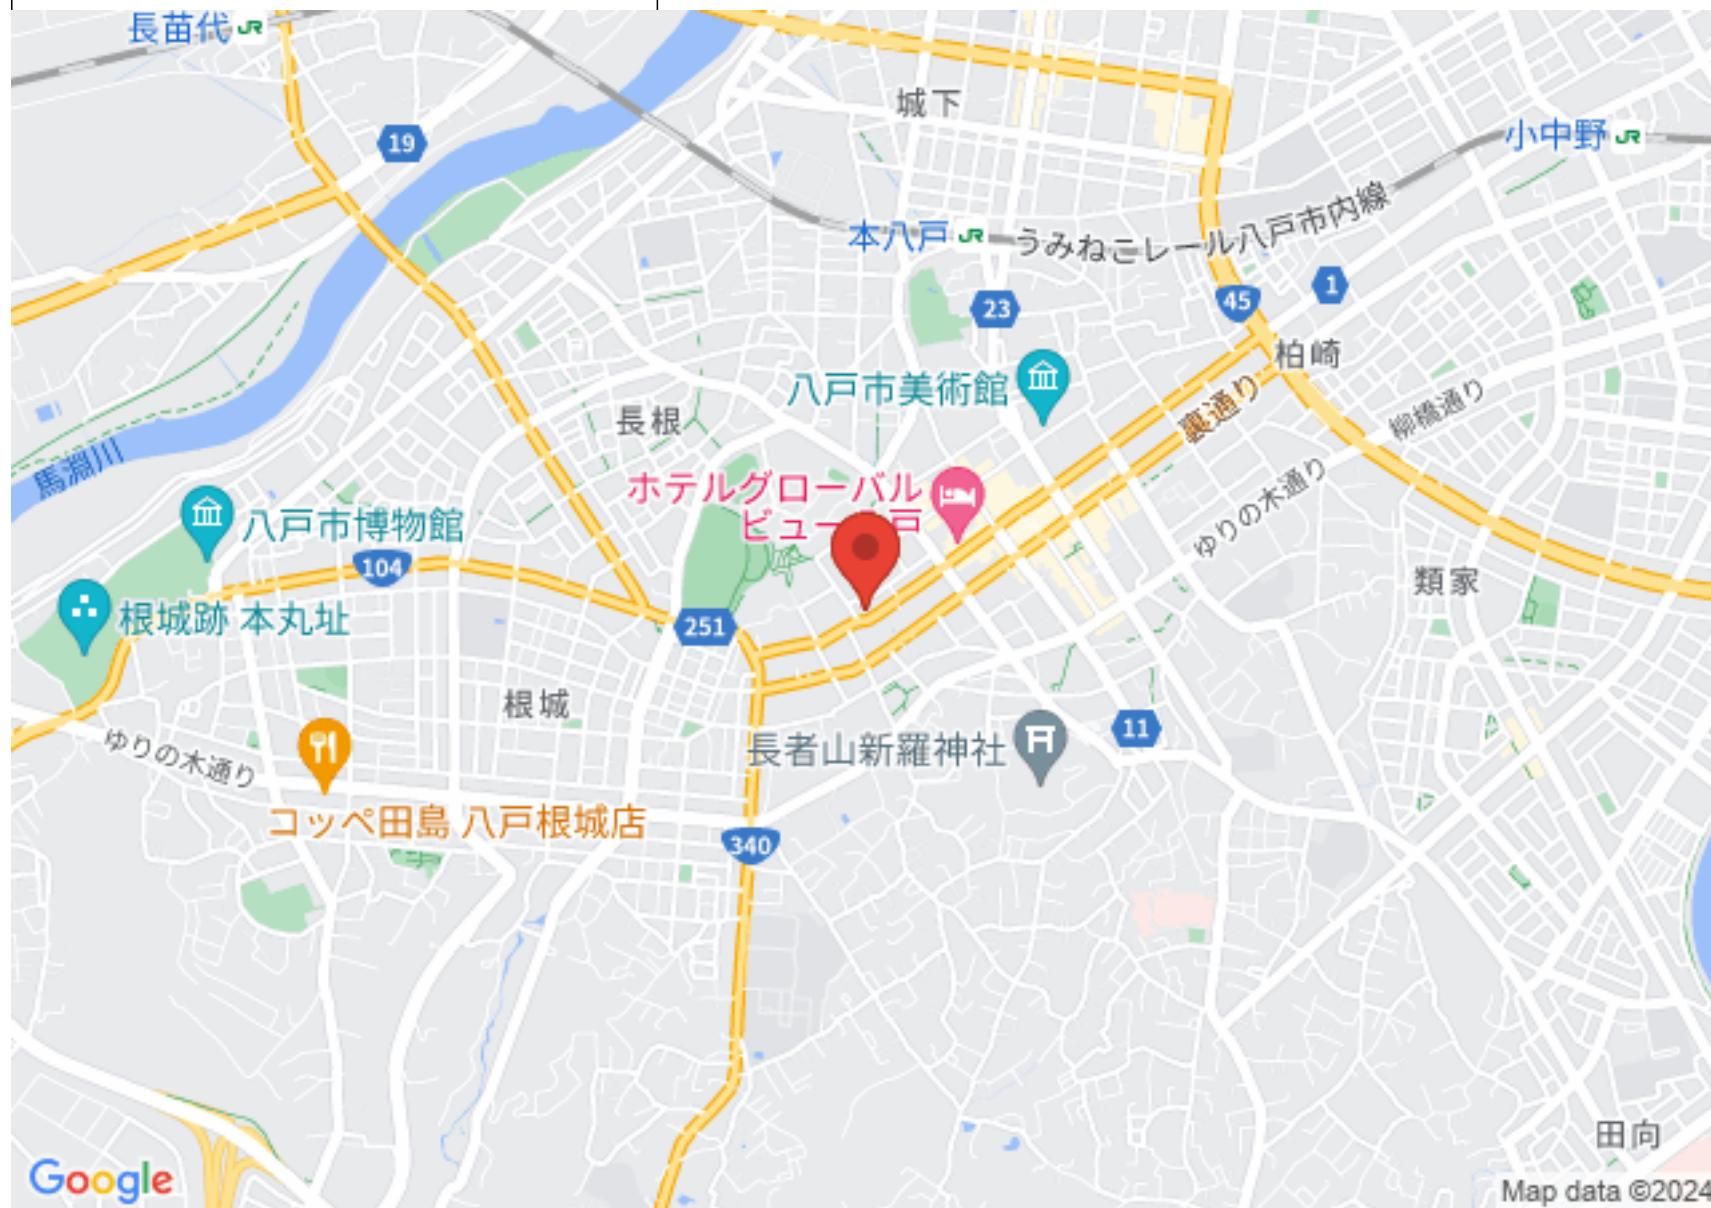 長苗代 JR
19
城下
小中野 JR
本八戸 JR
うみねこレール八戸市内線
23
45
1
柏崎
八戸市美術館
裏通り
柳橋通り
長根
馬淵川
ホテルグローバル
ビュー 戸
ゆりの木通り
八戸市博物館
104
類家
根城跡 本丸址
251
根城
長者山新羅神社
11
ゆりの木通り
コッペ田島 八戸根城店
340
田向
Google
Map data ©2024